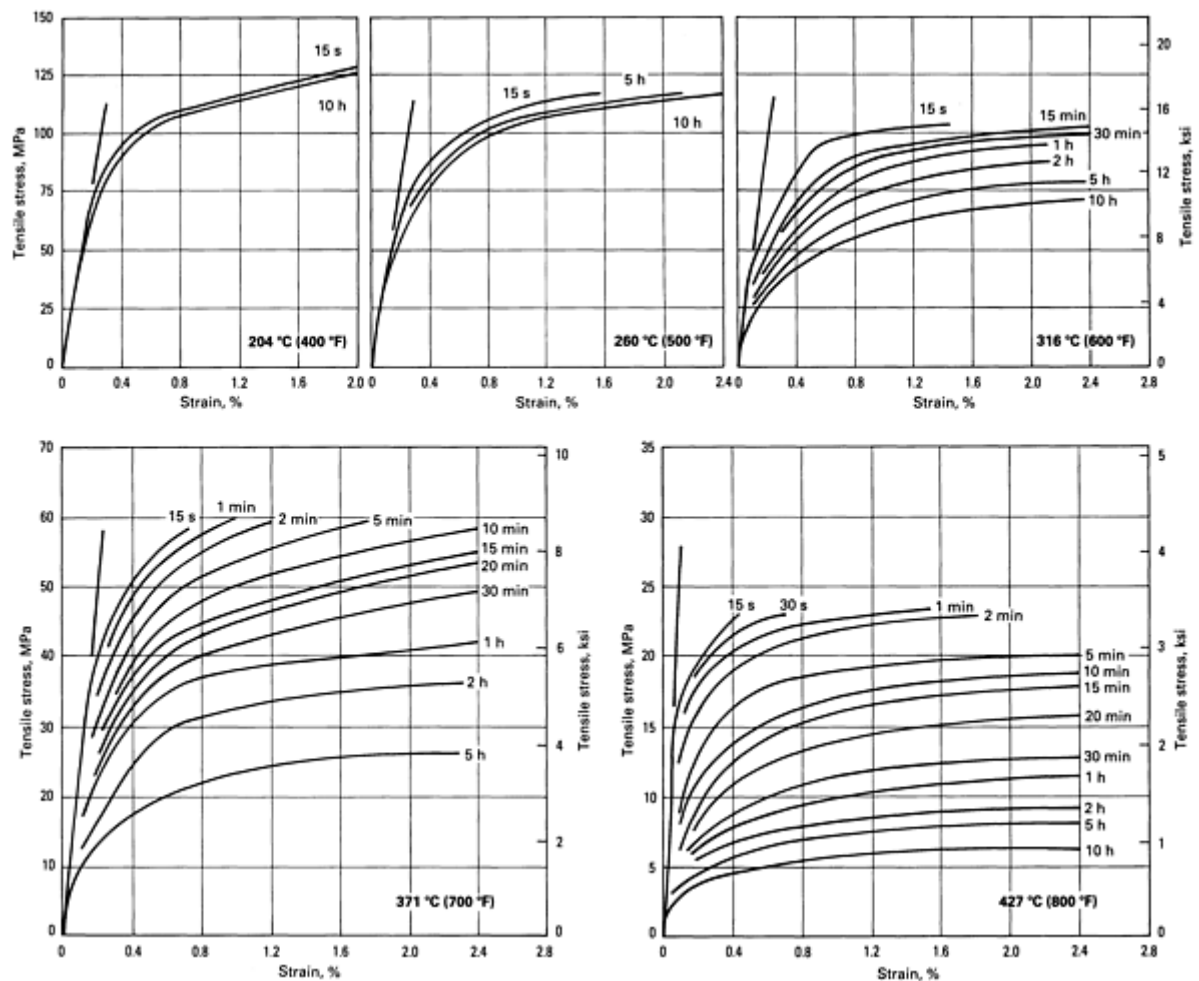 150
125
100
75
50
25
0
Tensile stress, MPa
15 s
10 h
204 °C (400 °F)
0 0.4 0.8 1.2 1.6 2.0
Strain, %
15 s
5 h
10 h
260 °C (500 °F)
0 0.4 0.8 1.2 1.6 2.4
Strain, %
15 s
15 min
30 min
1 h
2 h
5 h
10 h
316 °C (600 °F)
0 0.4 0.8 1.2 1.6 2.0 2.4 2.8
Strain, %
20
16
12
8
4
0
Tensile stress, ksi
70
60
50
40
30
20
10
0
Tensile stress, MPa
15 s
1 min
2 min
5 min
10 min
15 min
20 min
30 min
1 h
2 h
5 h
371 °C (700 °F)
0 0.4 0.8 1.2 1.6 2.0 2.4 2.8
Strain, %
10
8
6
4
2
0
Tensile stress, ksi
35
30
25
20
15
10
5
0
Tensile stress, MPa
15 s
30 s
1 min
2 min
5 min
10 min
15 min
20 min
30 min
1 h
2 h
5 h
10 h
427 °C (800 °F)
0 0.4 0.8 1.2 1.6 2.0 2.4 2.8
Strain, %
5
4
3
2
1
0
Tensile stress, ksi